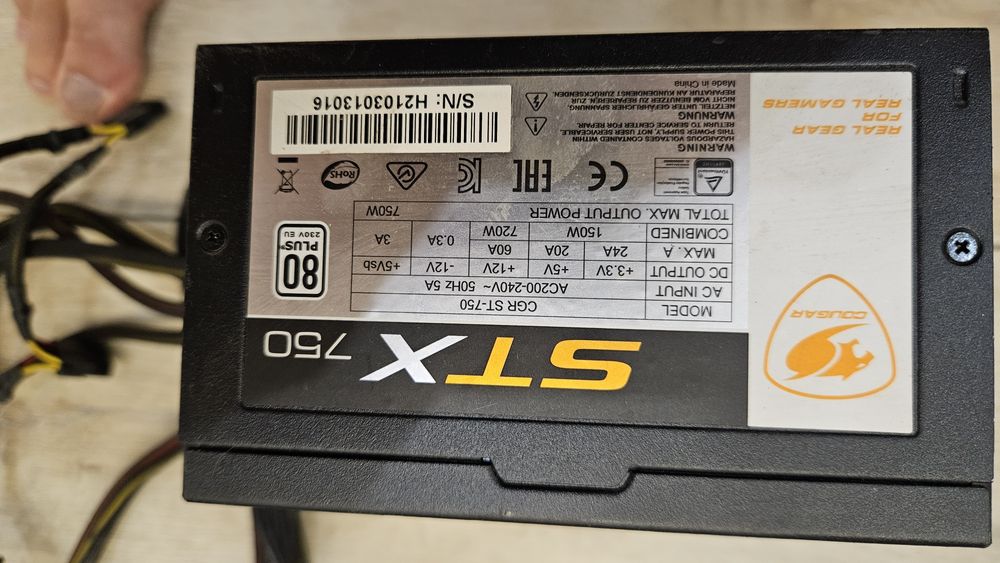 STX 750
MODEL CGR ST-750
AC INPUT AC200-240V~ 50Hz 5A
DC OUTPUT +3.3V +5V +12V -12V +5Vsb
MAX. A 24A 20A 60A 0.3A 3A
COMBINED 150W 720W
TOTAL MAX. OUTPUT POWER 750W
80
PLUS
230V EU
COUGAR
CE
EAC
RoHS
WARNING
HAZARDOUS VOLTAGES CONTAINED WITHIN
THIS POWER SUPPLY, NOT USER SERVICEABLE.
RETURN TO SERVICE CENTER FOR REPAIR.
WARNUNG
GEFÄHRLICHER SPANNUNG.
NICHT VOM BENUTZER ZU REPARIEREN. ZUR
REPARATUR AN KUNDENDIENST ZURÜCKSENDEN.
Made in China
S/N: H2103013016
REAL GEAR
FOR
REAL GAMERS